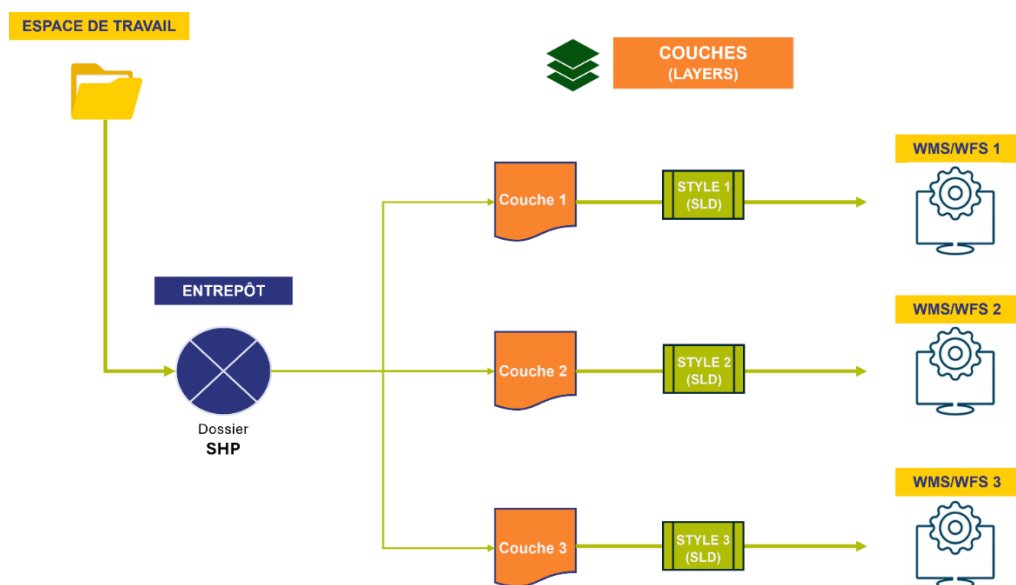 ESPACE DE TRAVAIL
COUCHES
(LAYERS)
WMS/WFS 1
Couche 1
STYLE 1
(SLD)
ENTREPÔT
WMS/WFS 2
Couche 2
STYLE 2
(SLD)
Dossier
SHP
WMS/WFS 3
Couche 3
STYLE 3
(SLD)